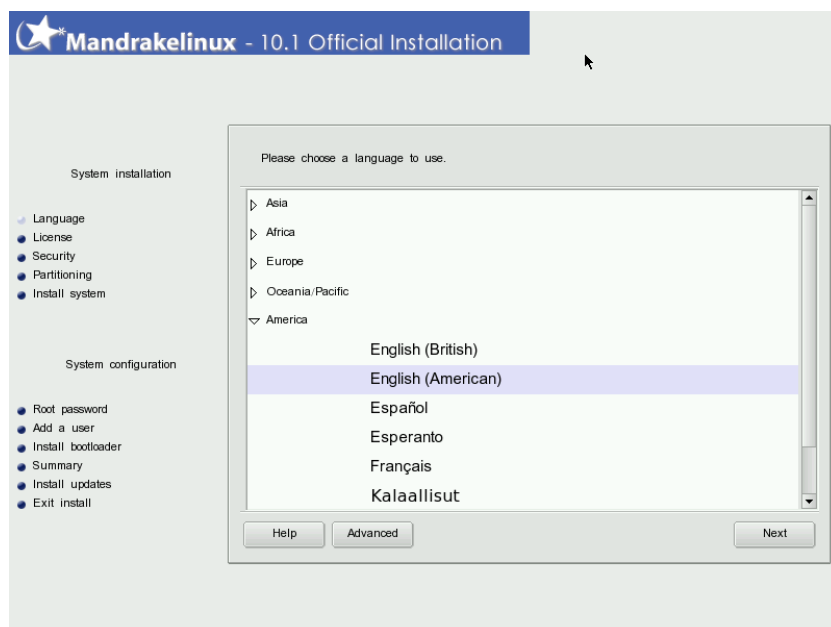 Mandrakelinux - 10.1 Official Installation
System installation
Language
License
Security
Partitioning
Install system
System configuration
Root password
Add a user
Install bootloader
Summary
Install updates
Exit install
Please choose a language to use.
Asia
Africa
Europe
Oceania/Pacific
America
English (British)
English (American)
Español
Esperanto
Français
Kalaallisut
Help
Advanced
Next